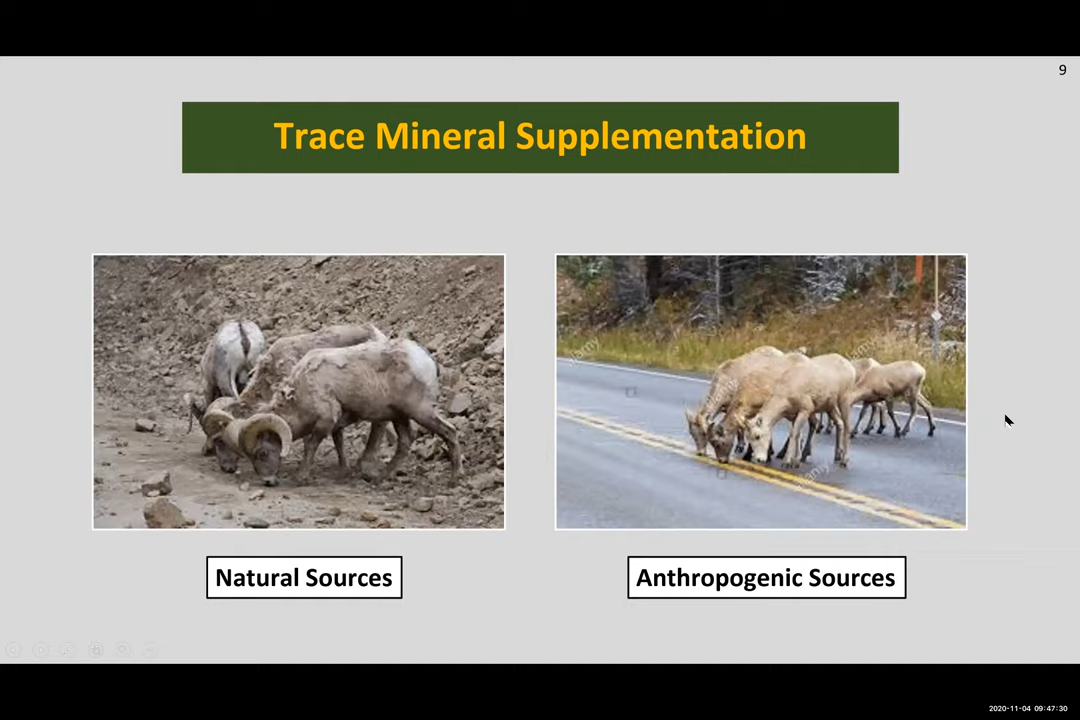 9
Trace Mineral Supplementation
Natural Sources
Anthropogenic Sources
2020-11-04 09:47:30